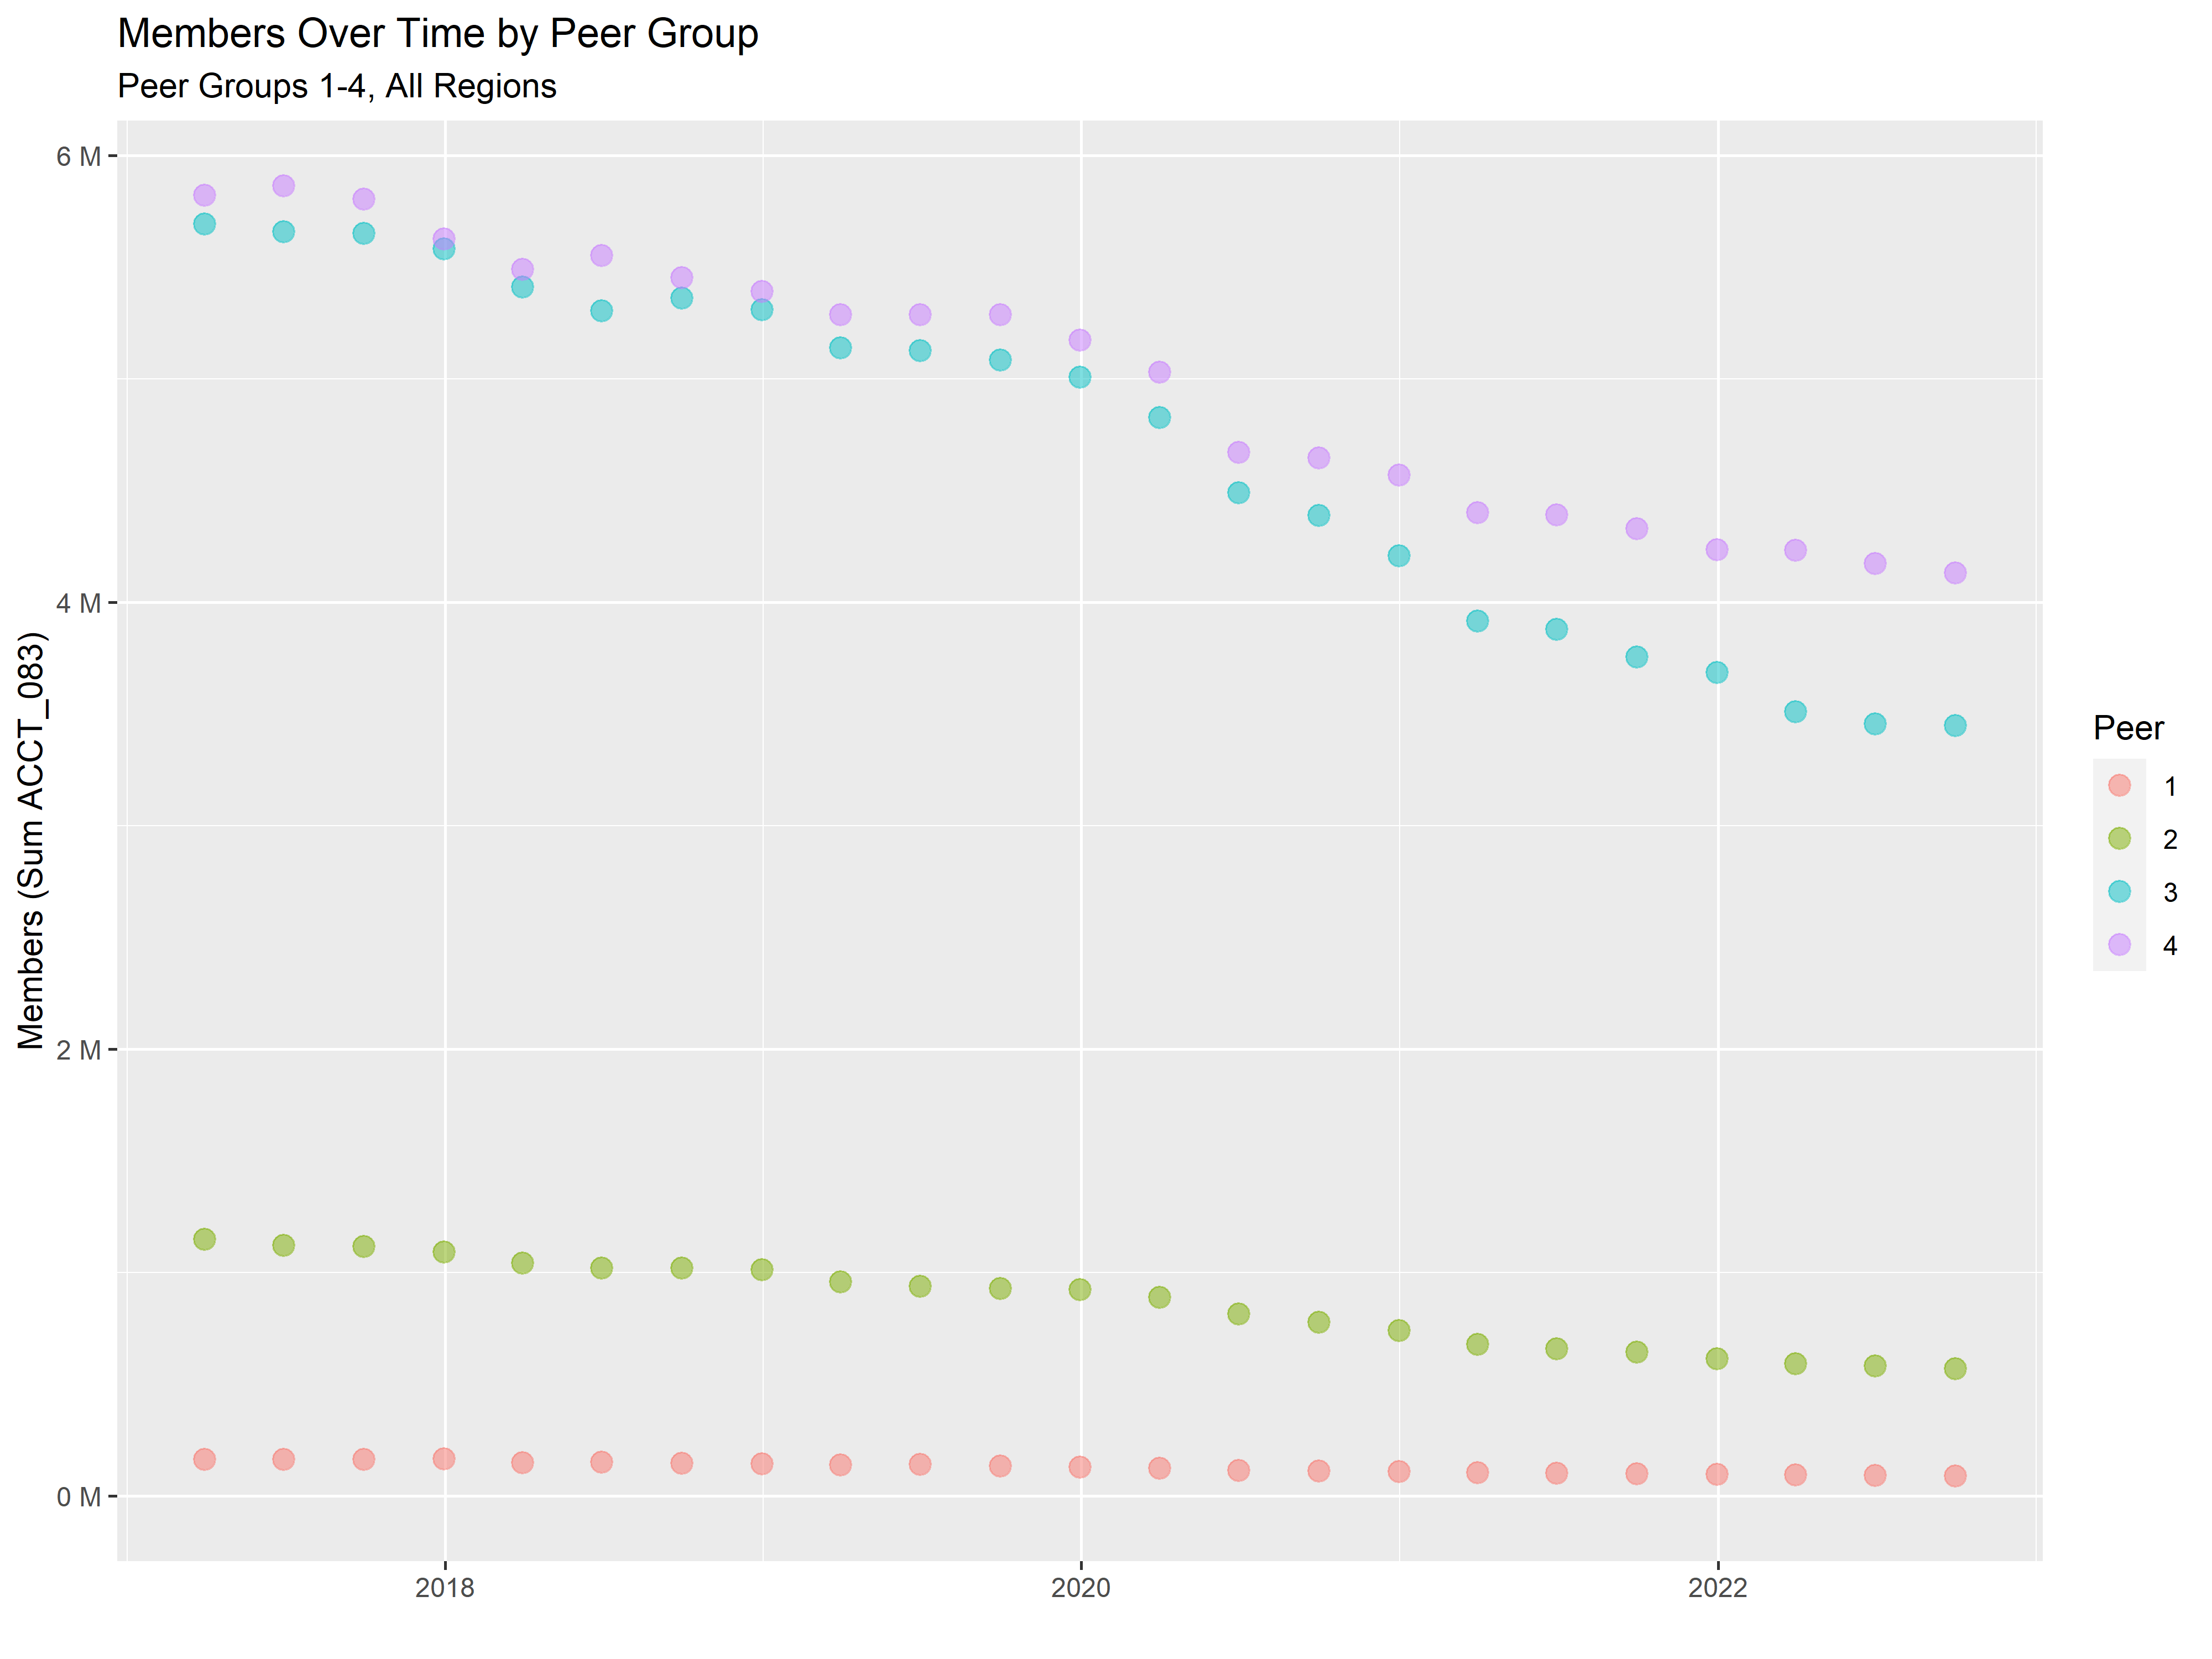 Members Over Time by Peer Group
Peer Groups 1-4, All Regions
6 M
4 M
2 M
0 M
Members (Sum ACCT_083)
2018
2020
2022
Peer
1
2
3
4